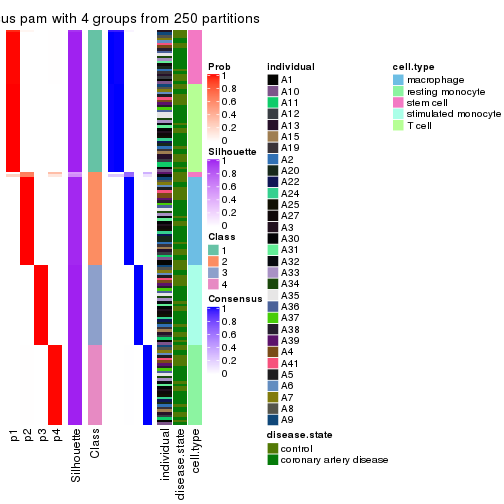 us pam with 4 groups from 250 partitions
Prob
1
0.8
0.6
0.4
0.2
0
Silhouette
1
0.8
0.6
0.4
0.2
0
Class
1
2
3
4
Consensus
1
0.8
0.6
0.4
0.2
0
individual
A1
A10
A11
A12
A13
A15
A19
A2
A20
A22
A24
A25
A27
A3
A30
A31
A32
A33
A34
A35
A36
A37
A38
A39
A4
A41
A5
A6
A7
A8
A9
disease.state
control
coronary artery disease
cell.type
macrophage
resting monocyte
stem cell
stimulated monocyte
T cell
p1
p2
p3
p4
Silhouette
Class
individual
disease.state
cell.type